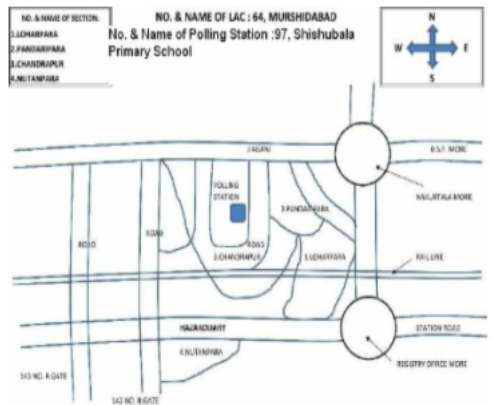 NO. & NAME OF SECTION:
1.LOHARPARA
2.PANDARIPARA
3.CHANDRAPUR
4.NUTANPARA
NO. & NAME OF LAC : 64, MURSHIDABAD
No. & Name of Polling Station :97, Shishubala
Primary School
N
W E
S
B.S.F. MORE
POLLING
STATION
NAKURTALA MORE
2.PANDARIPARA
ROAD
ROAD
ROAD
3.CHANDRAPUR
1.LOHARPARA
RAIL LINE
HAZARDUARY
STATION ROAD
4.NUTANPARA
REGISTRY OFFICE MORE
143 NO. R.GATE
142 NO. R.GATE